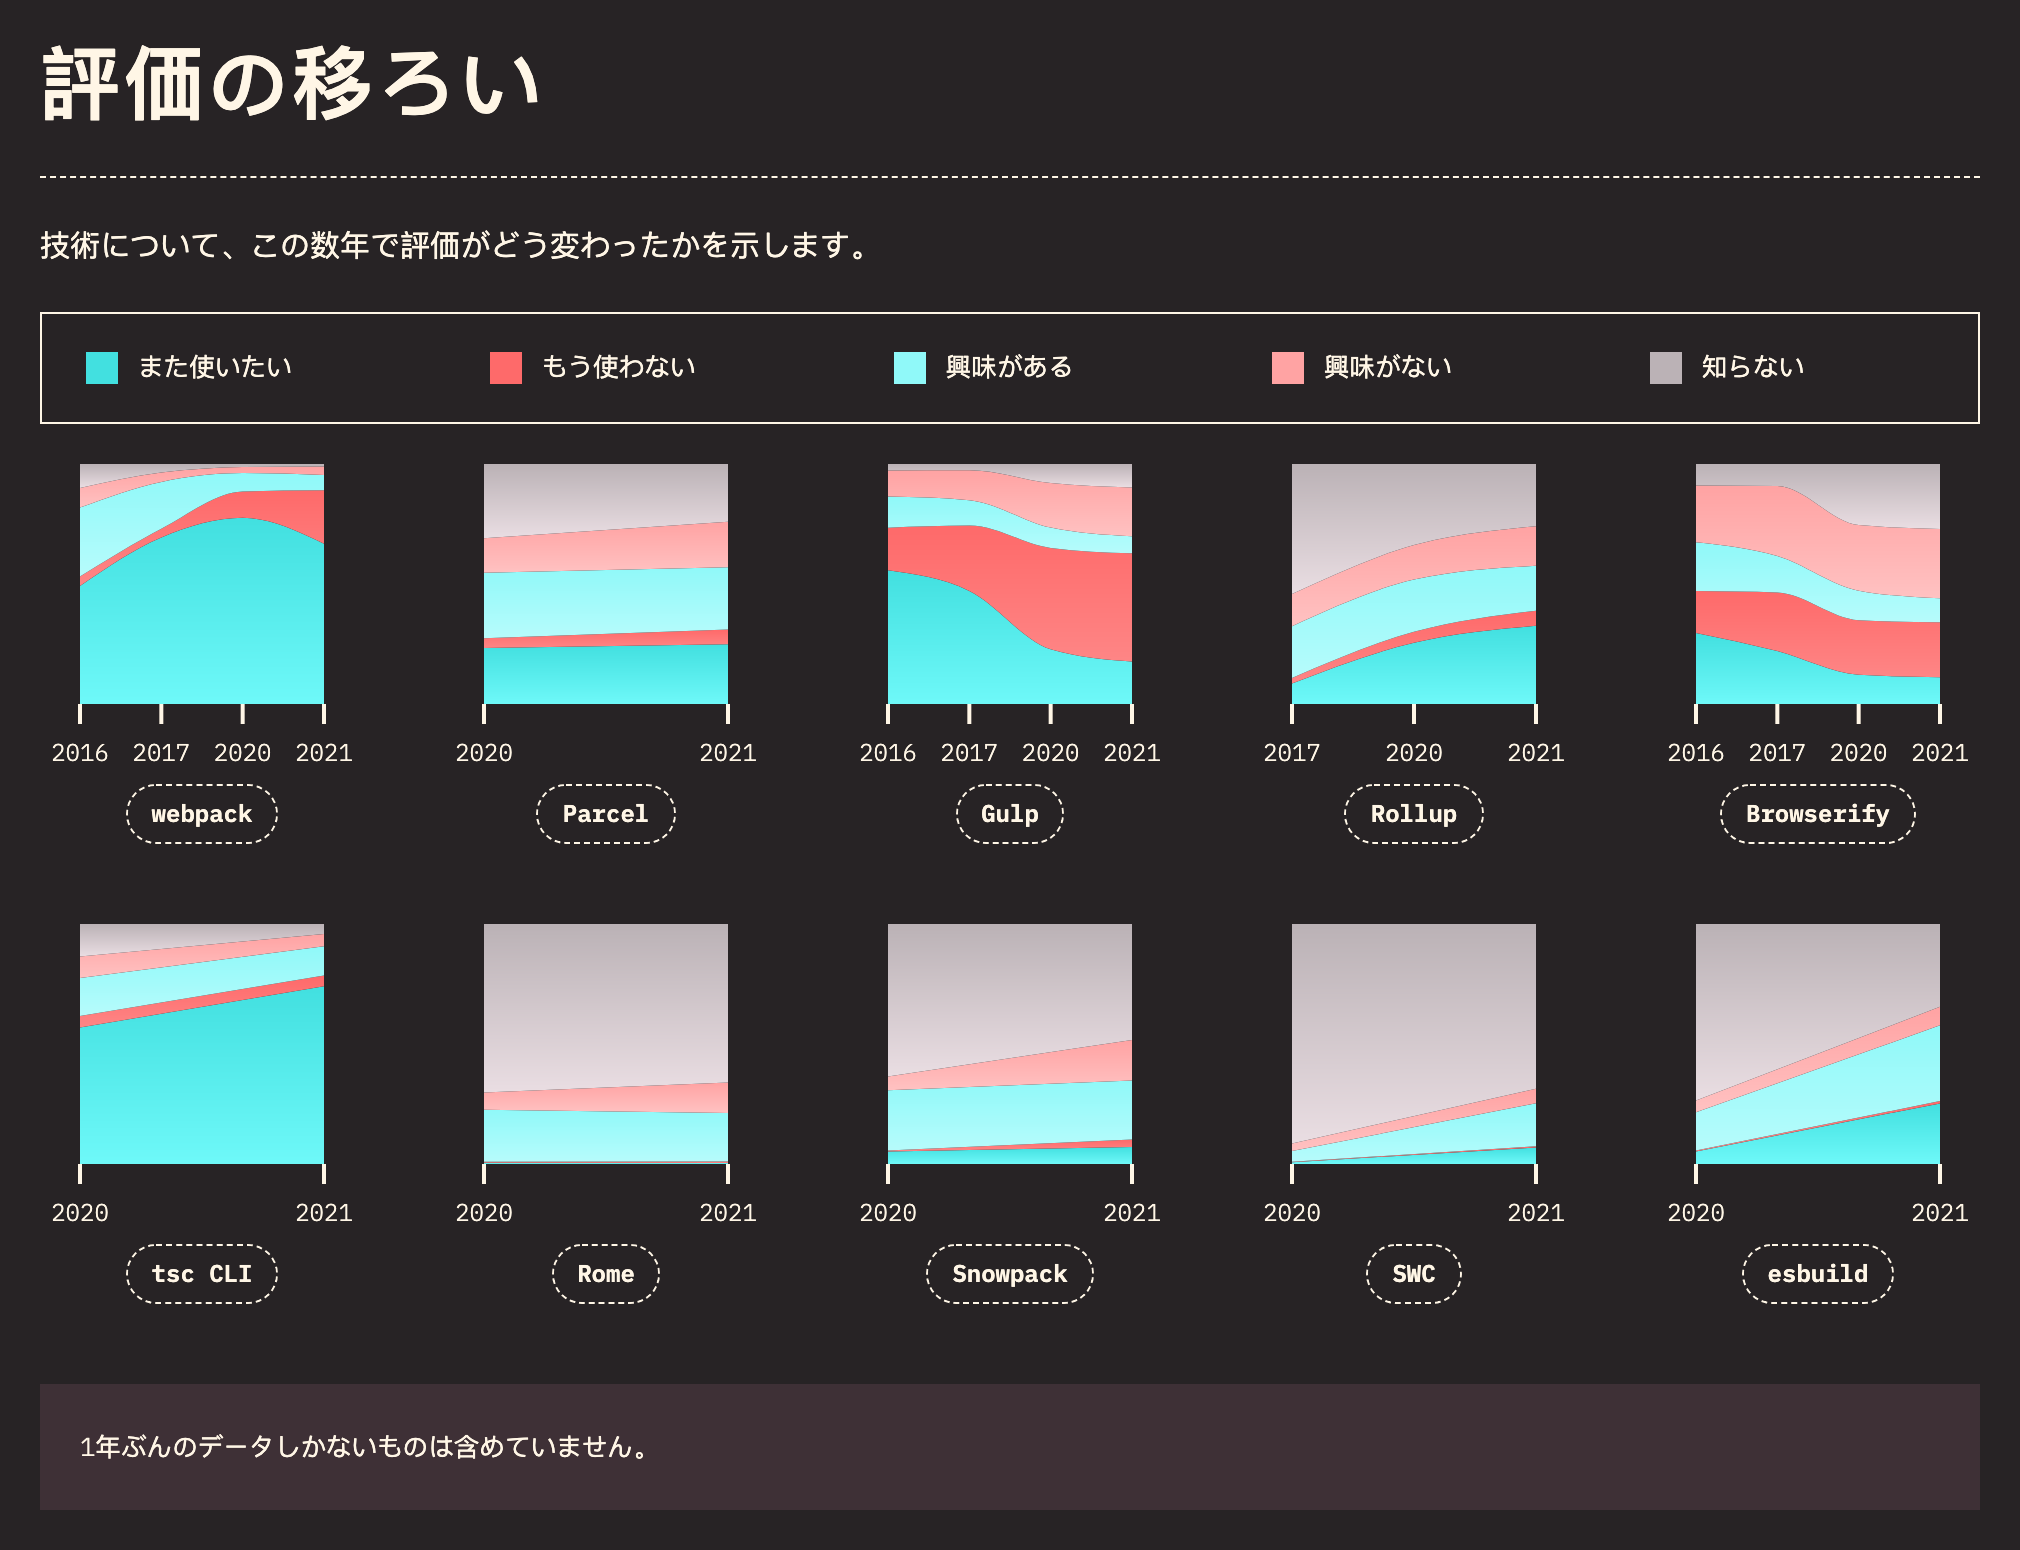 評価の移ろい
技術について、この数年で評価がどう変わったかを示します。
また使いたい もう使わない 興味がある 興味がない 知らない
2016 2017 2020 2021 2020 2021 2016 2017 2020 2021 2017 2020 2021 2016 2017 2020 2021
webpack Parcel Gulp Rollup Browserify
2020 2021 2020 2021 2020 2021 2020 2021 2020 2021
tsc CLI Rome Snowpack SWC esbuild
1年ぶんのデータしかないものは含めていません。